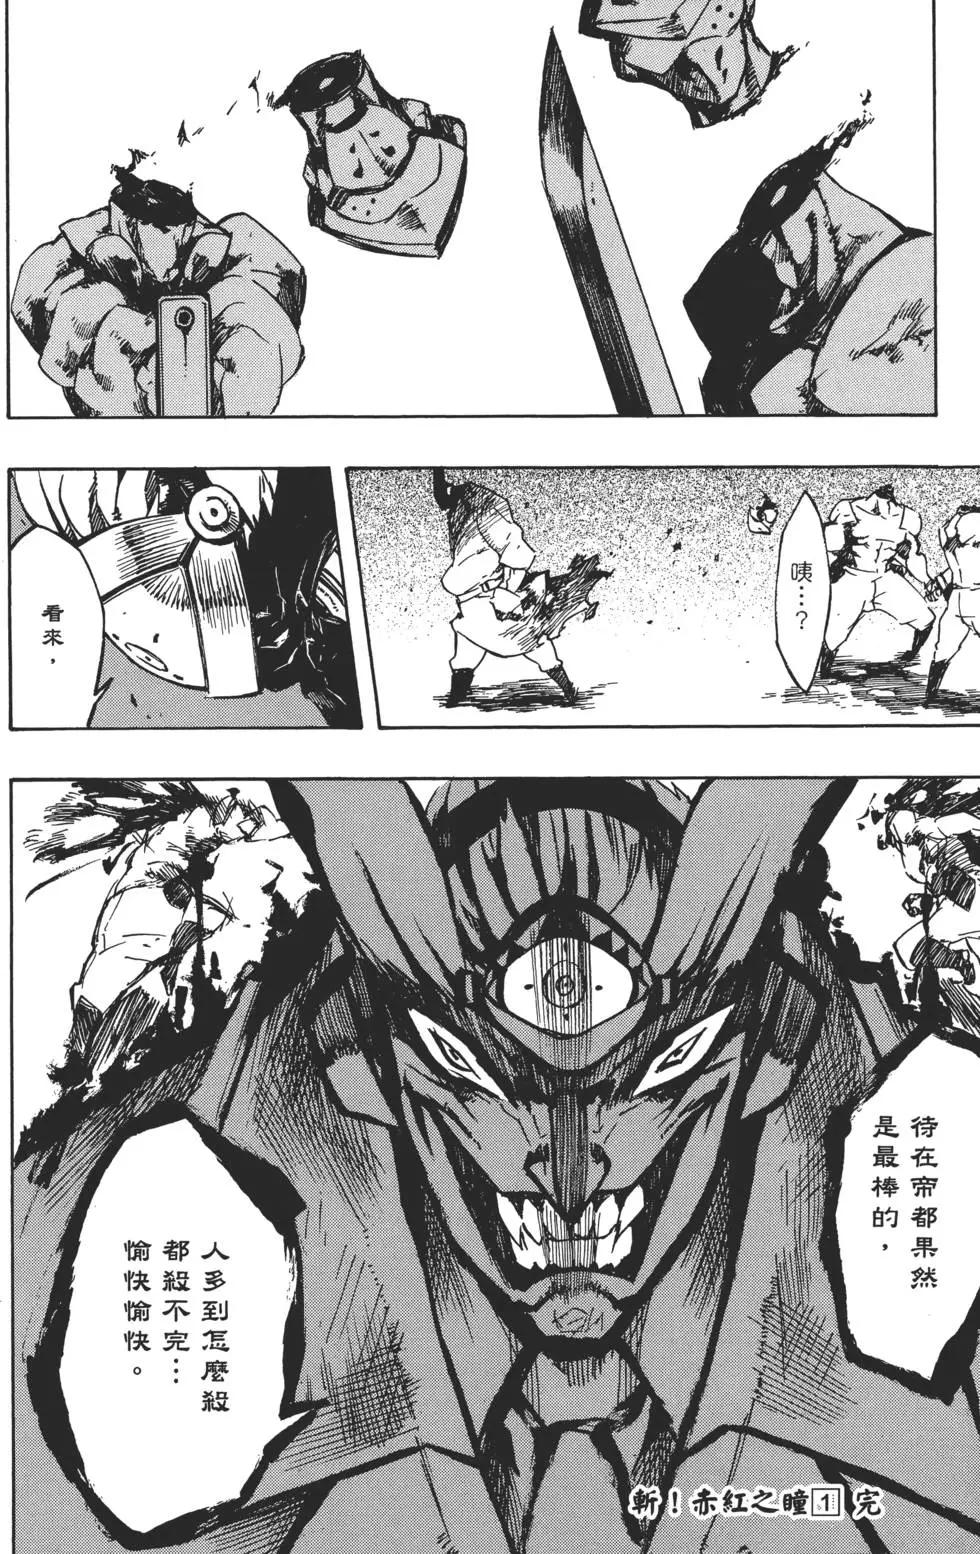 咦…？
看來，
待在帝都果然
是最棒的，
人多到怎麼殺
都殺不完…
愉快愉快。
斬！赤紅之瞳1 完